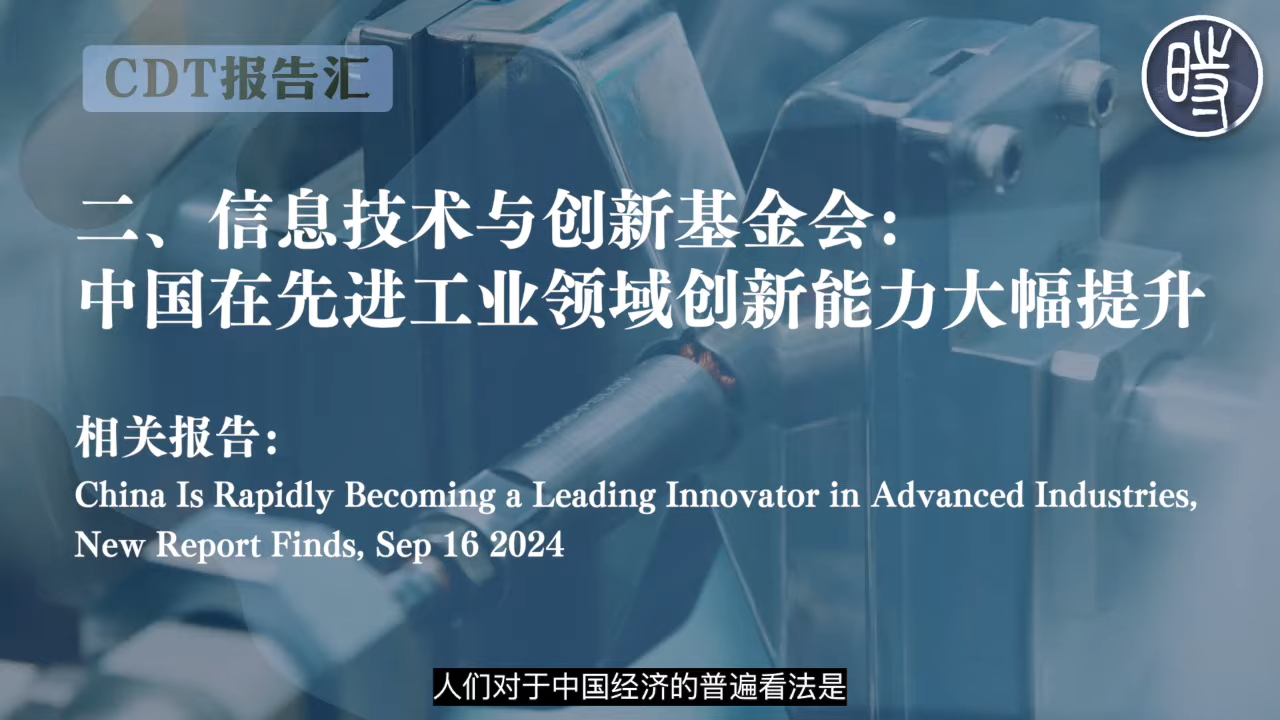 CDT报告汇
時
二、信息技术与创新基金会：
中国在先进工业领域创新能力大幅提升
相关报告：
China Is Rapidly Becoming a Leading Innovator in Advanced Industries,
New Report Finds, Sep 16 2024
人们对于中国经济的普遍看法是